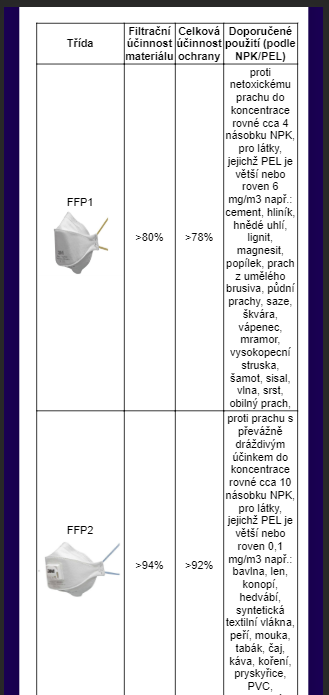 Třída
Filtrační
účinnost
materiálu
Celková
účinnost
ochrany
Doporučené
použití (podle
NPK/PEL)
FFP1
>80%
>78%
proti
netoxickému
prachu do
koncentrace
rovné cca 4
násobku NPK,
pro látky,
jejichž PEL je
větší nebo
roven 6
mg/m3 např.:
cement, hliník,
hnědé uhlí,
lignit,
magnesit,
popílek, prach
z umělého
brusiva, půdní
prachy, saze,
škvára,
vápenec,
mramor,
vysokopecní
struska,
šamot, sisal,
vlna, srst,
obilný prach,
FFP2
>94%
>92%
proti prachu s
převážně
dráždivým
účinkem do
koncentrace
rovné cca 10
násobku NPK,
pro látky,
jejichž PEL je
větší nebo
roven 0,1
mg/m3 např.:
bavlna, len,
konopí,
hedvábí,
syntetická
textilní vlákna,
peří, mouka,
tabák, čaj,
káva, koření,
pryskyřice,
PVC,